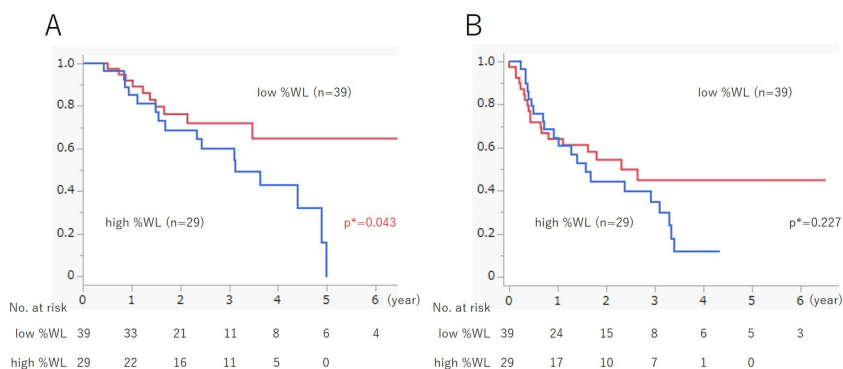 A
1.0
0.8
0.6
0.4
0.2
0
low %WL (n=39)
high %WL (n=29)
p*=0.043
0 1 2 3 4 5 6 (year)
No. at risk
low %WL 39 33 21 11 8 6 4
high %WL 29 22 16 11 5 0
B
1.0
0.8
0.6
0.4
0.2
0
low %WL (n=39)
high %WL (n=29)
p*=0.227
0 1 2 3 4 5 6 (year)
No. at risk
low %WL 39 24 15 8 6 5 3
high %WL 29 17 10 7 1 0